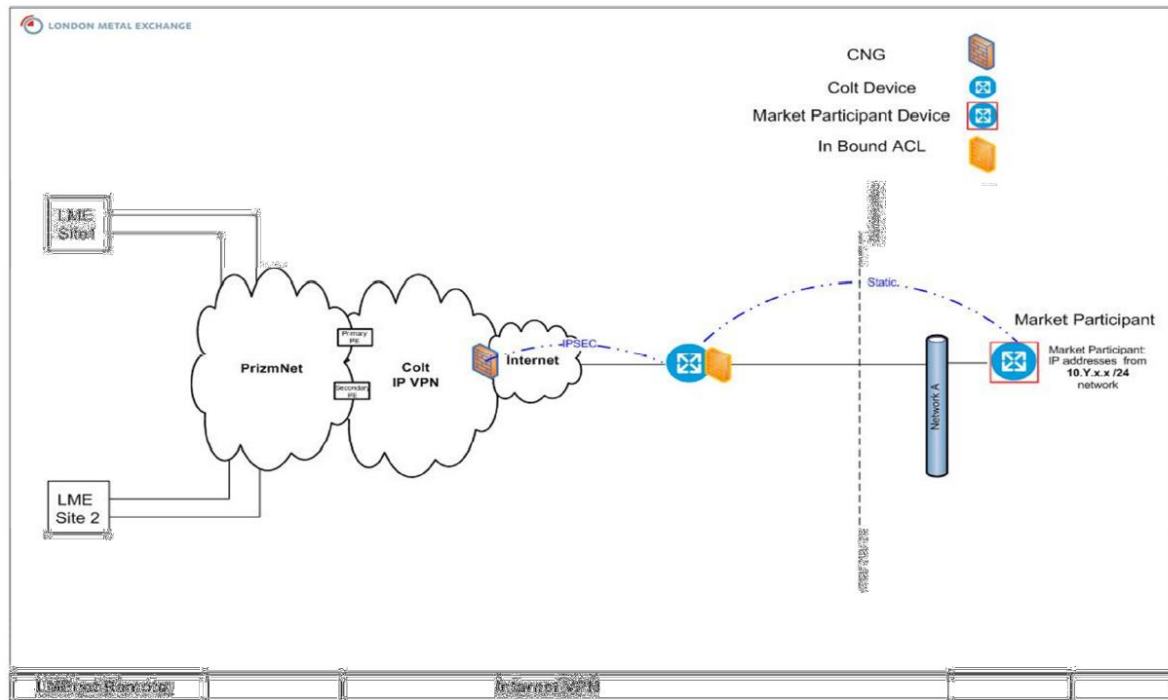 LONDON METAL EXCHANGE
CNG
Colt Device
Market Participant Device
In Bound ACL
LME
Site1
Static.
Market Participant
Primary
PE
IPSEC
Internet
PrizmNet
Colt
IP VPN
Market Participant:
IP addresses from
10.Y.x.x /24
network
Secondary
PE
Network A
LME
Site 2
Internet VPN